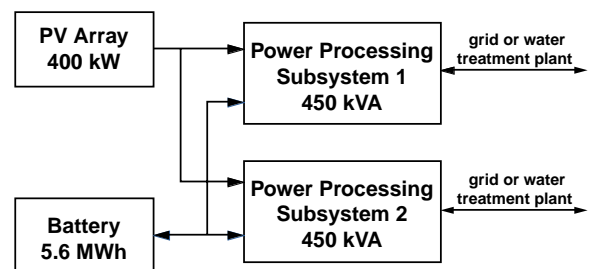 PV Array
400 kW
Power Processing
Subsystem 1
450 kVA
grid or water
treatment plant
Power Processing
Subsystem 2
450 kVA
grid or water
treatment plant
Battery
5.6 MWh